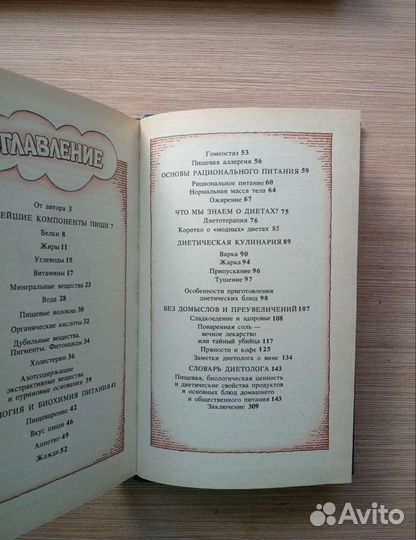 ГЛАВЛЕНИЕ
От автора 3
ЕЙШИЕ КОМПОНЕНТЫ ПИЩИ 7
Белки 8
Жиры 11
Углеводы 15
Витамины 17
Минеральные вещества 23
Вода 28
Пищевые волокна 30
Органические кислоты 32
Дубильные вещества.
Пигменты. Фитонциды 34
Холестерин 36
Азотсодержащие
экстрактивные вещества
и пуриновые основания 39
ЛОГИЯ И БИОХИМИЯ ПИТАНИЯ 41
Пищеварение 42
Вкус пищи 46
Аппетит 49
Жажда 52
Гомеостаз 53
Пищевая аллергия 56
ОСНОВЫ РАЦИОНАЛЬНОГО ПИТАНИЯ 59
Рациональное питание 60
Нормальная масса тела 64
Ожирение 67
ЧТО МЫ ЗНАЕМ О ДИЕТАХ? 75
Диетотерапия 76
Коротко о «модных» диетах 85
ДИЕТИЧЕСКАЯ КУЛИНАРИЯ 89
Варка 90
Жарка 94
Припускание 96
Тушение 97
Особенности приготовления
диетических блюд 98
БЕЗ ДОМЫСЛОВ И ПРЕУВЕЛИЧЕНИЙ 107
Сладкоедение и здоровье 108
Поваренная соль —
вечное лекарство
или тайный убийца 117
Пряности и кофе 125
Заметки диетолога о вине 134
СЛОВАРЬ ДИЕТОЛОГА 143
Пищевая, биологическая ценность
и диетические свойства продуктов
и основных блюд домашнего
и общественного питания 143
Заключение 309
Avito